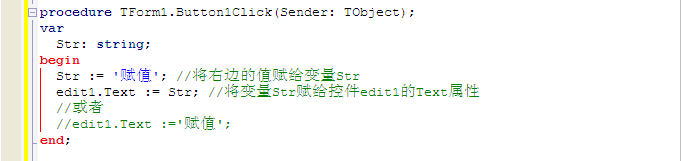 procedure TForm1.Button1Click(Sender: TObject);
var
  Str: string;
begin
  Str := '赋值'; //将右边的值赋给变量Str
  edit1.Text := Str; //将变量Str赋给控件edit1的Text属性
  //或者
  //edit1.Text :='赋值';
end;